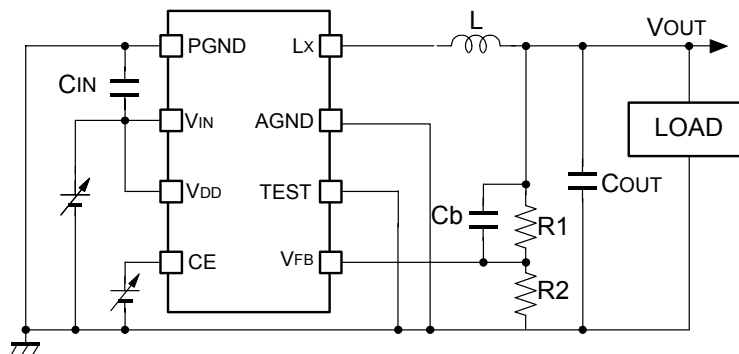 L
VOUT
PGND
LX
CIN
VIN
AGND
LOAD
VDD
TEST
COUT
Cb
R1
CE
VFB
R2